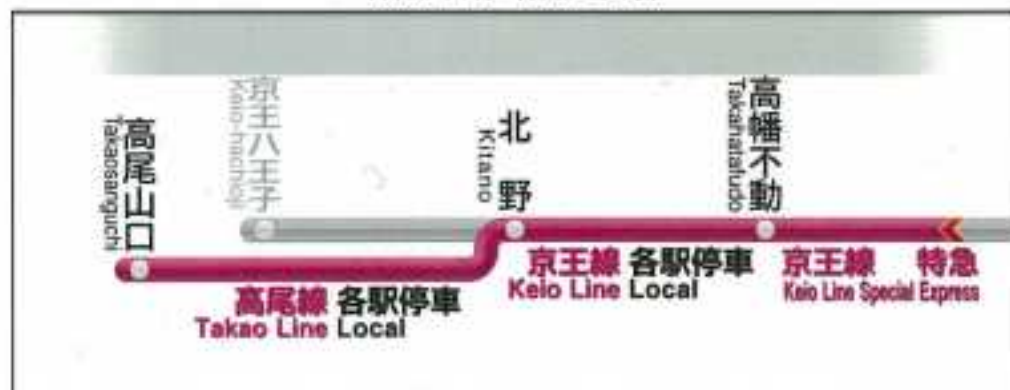 高尾山口
Takaosanguchi
京王八王子
Keio-hachioji
北野
Kitano
高幡不動
Takahatafudo
京王線 各駅停車
Keio Line Local
京王線 特急
Keio Line Special Express
高尾線 各駅停車
Takao Line Local